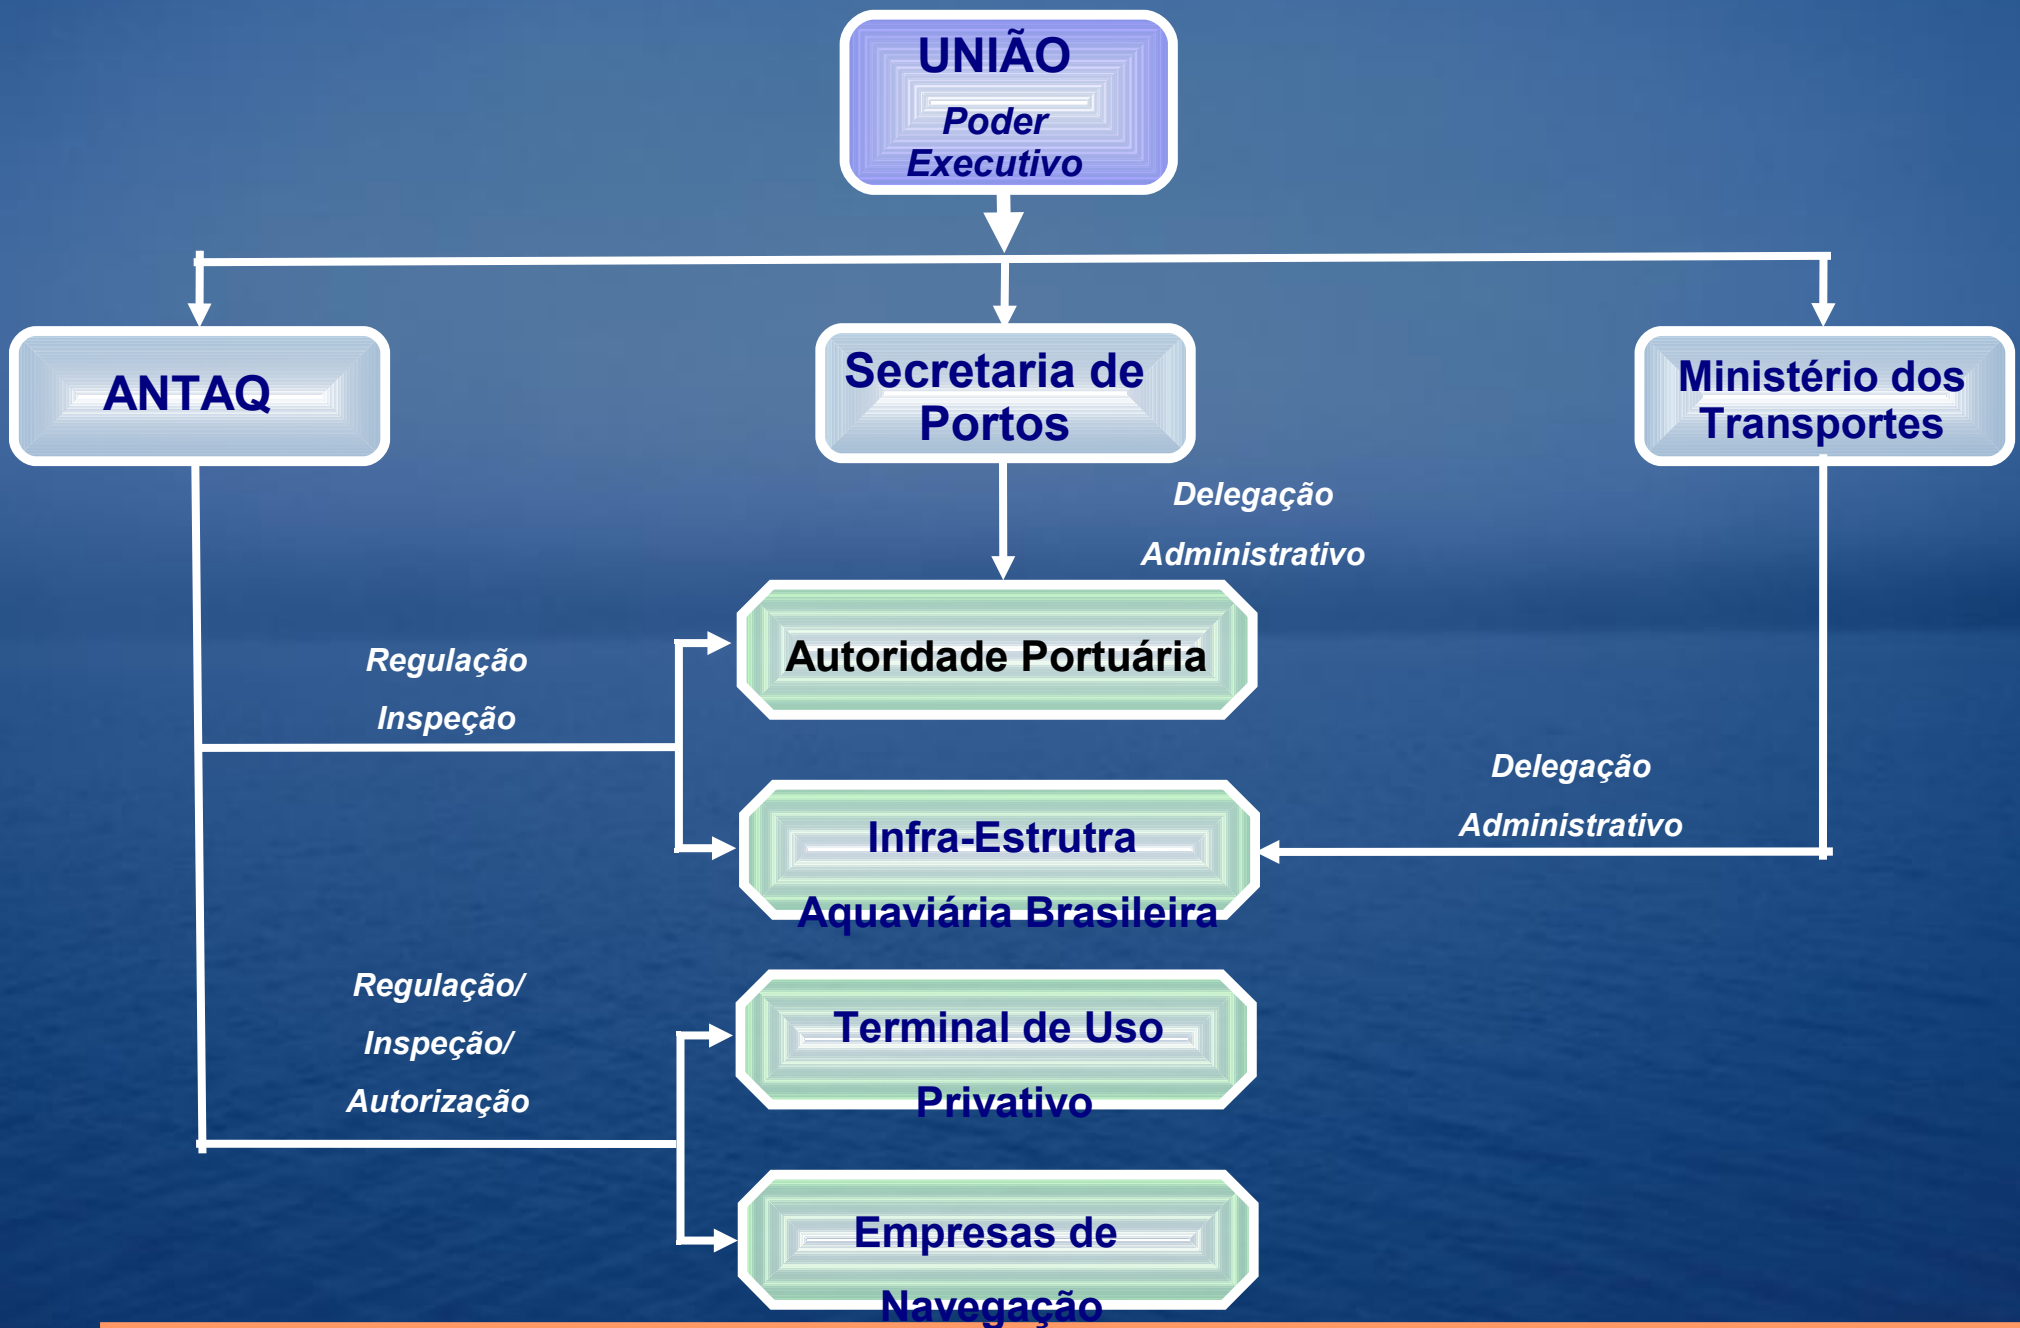 UNIÃO
Poder
Executivo
ANTAQ
Secretaria de
Portos
Ministério dos
Transportes
Delegação
Administrativo
Autoridade Portuária
Regulação
Inspeção
Delegação
Administrativo
Infra-Estrutra
Aquaviária Brasileira
Regulação/
Inspeção/
Autorização
Terminal de Uso
Privativo
Empresas de
Navegação